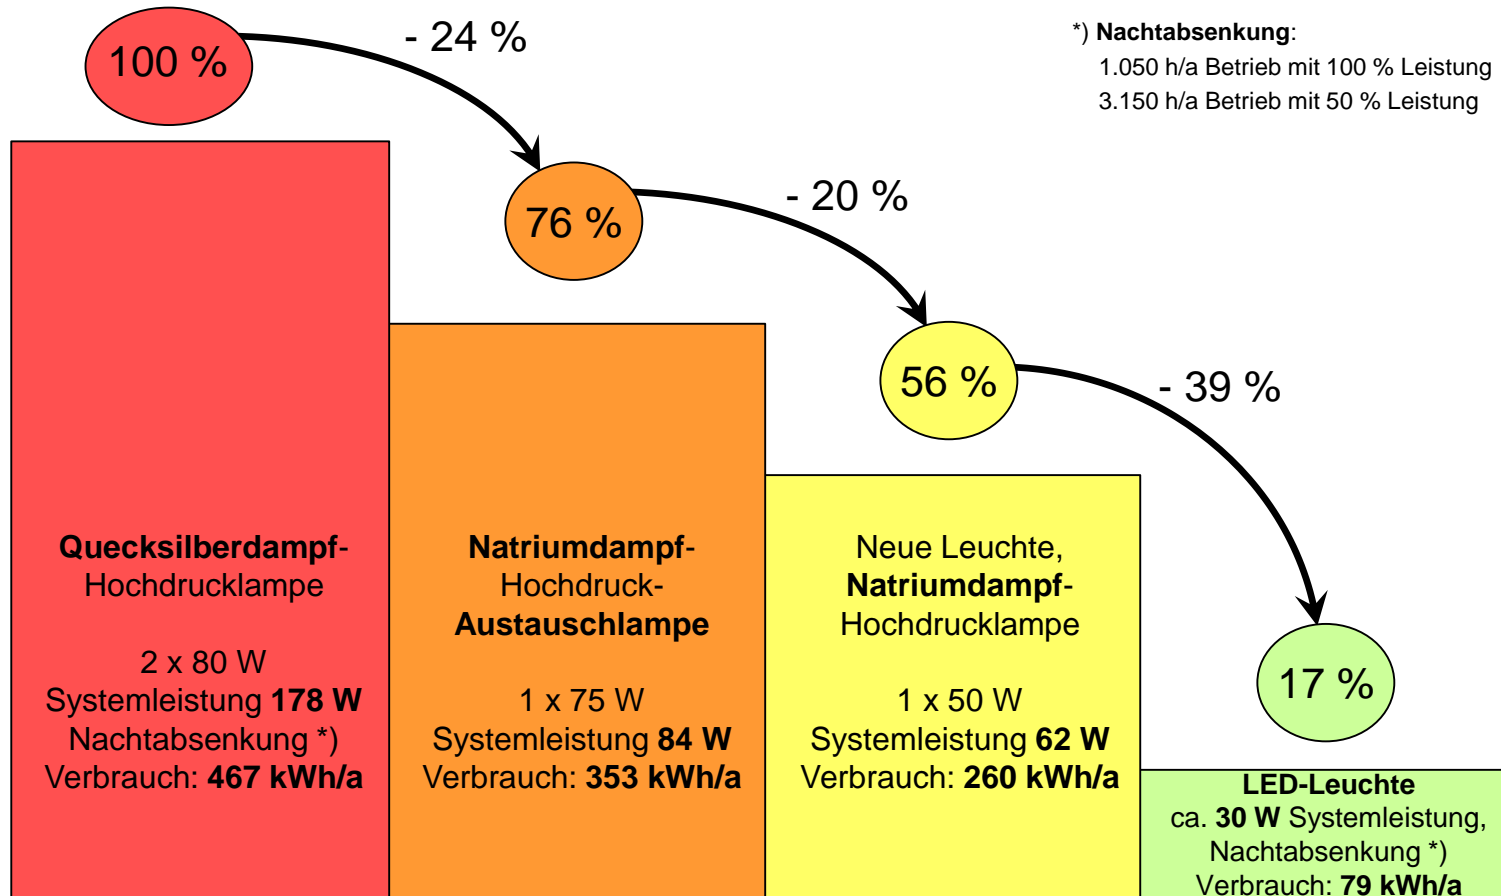 100 %
- 24 %
*) Nachtabsenkung:
1.050 h/a Betrieb mit 100 % Leistung
3.150 h/a Betrieb mit 50 % Leistung
76 %
- 20 %
56 %
- 39 %
17 %
Quecksilberdampf-
Hochdrucklampe
2 x 80 W
Systemleistung 178 W
Nachtabsenkung *)
Verbrauch: 467 kWh/a
Natriumdampf-
Hochdruck-
Austauschlampe
1 x 75 W
Systemleistung 84 W
Verbrauch: 353 kWh/a
Neue Leuchte,
Natriumdampf-
Hochdrucklampe
1 x 50 W
Systemleistung 62 W
Verbrauch: 260 kWh/a
LED-Leuchte
ca. 30 W Systemleistung,
Nachtabsenkung *)
Verbrauch: 79 kWh/a